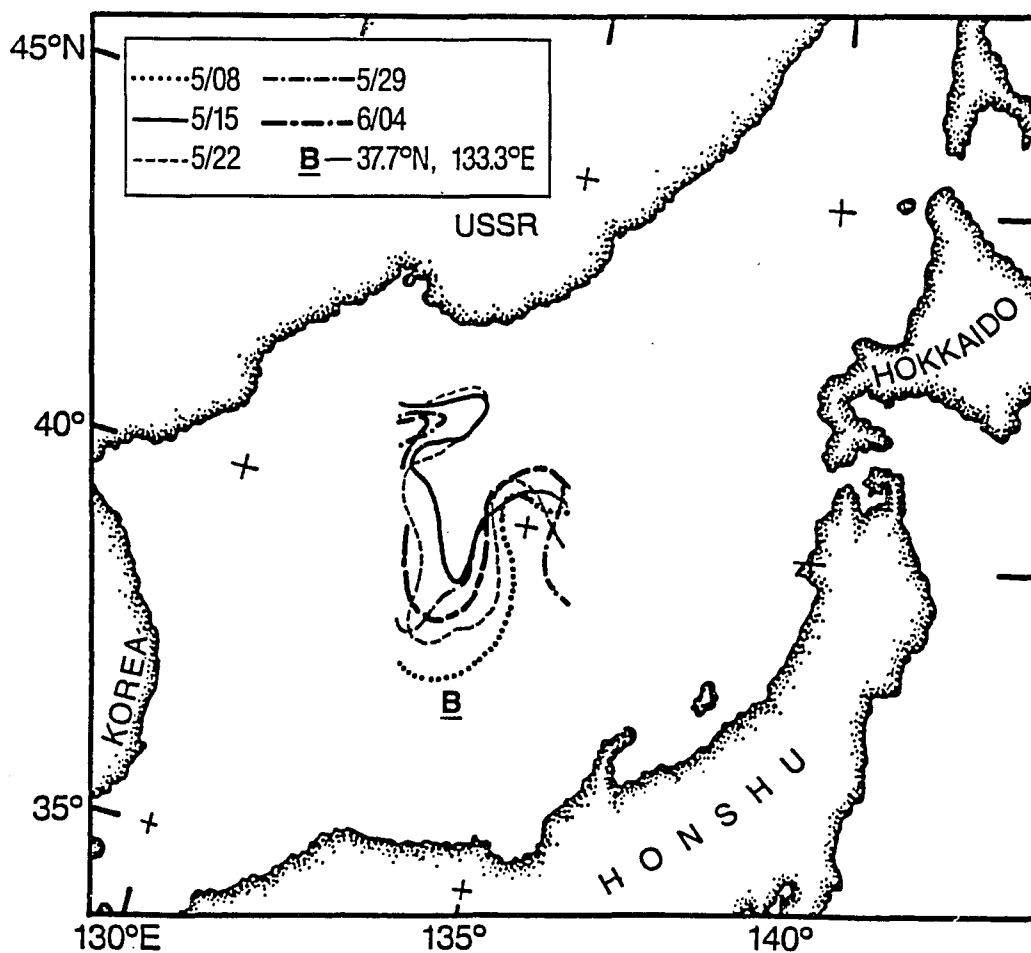 45°N
5/08 5/29
5/15 6/04
5/22 B — 37.7°N, 133.3°E
USSR
HOKKAIDO
40°
KOREA
B
35°
HONSHU
130°E 135° 140°